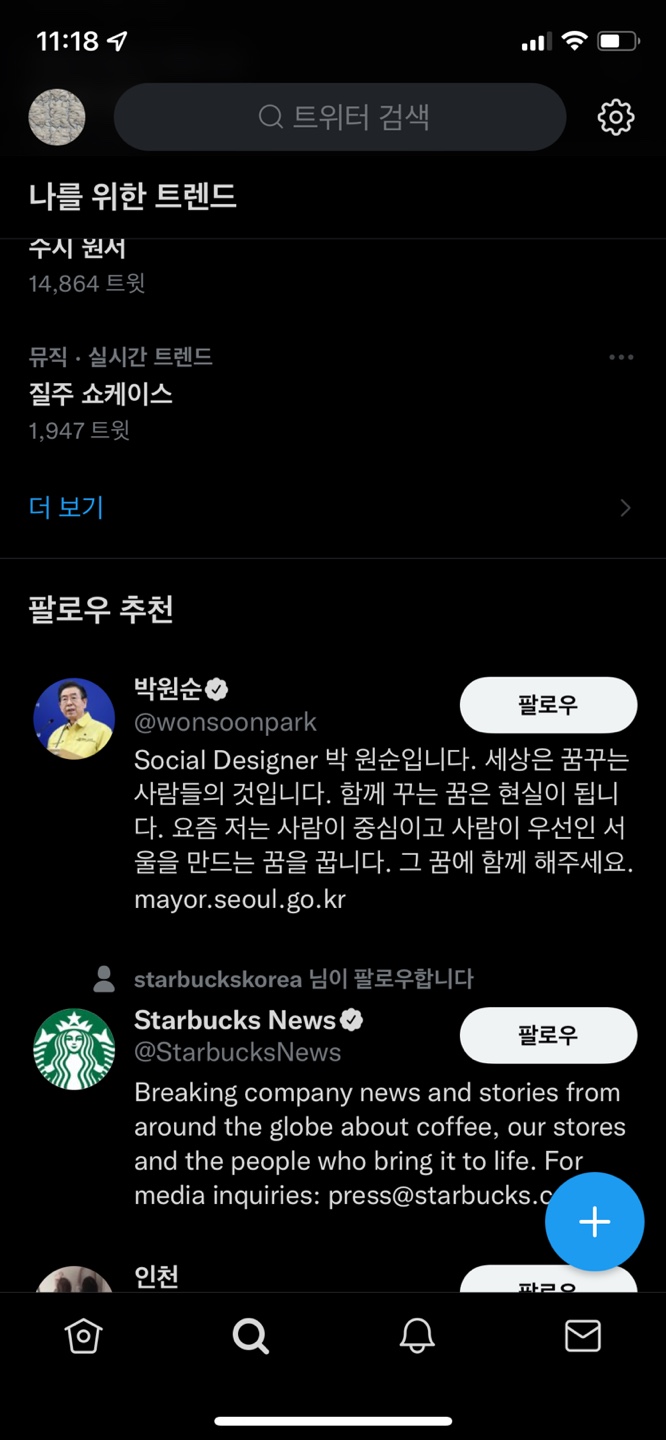 11:18
트위터 검색
나를 위한 트렌드
수시 원서
14,864 트윗
뮤직 · 실시간 트렌드
질주 쇼케이스
1,947 트윗
더 보기
팔로우 추천
박원순
팔로우
@wonsoonpark
Social Designer 박 원순입니다. 세상은 꿈꾸는
사람들의 것입니다. 함께 꾸는 꿈은 현실이 됩니
다. 요즘 저는 사람이 중심이고 사람이 우선인 서
울을 만드는 꿈을 꿉니다. 그 꿈에 함께 해주세요.
mayor.seoul.go.kr
starbuckskorea 님이 팔로우합니다
Starbucks News
팔로우
@StarbucksNews
Breaking company news and stories from
around the globe about coffee, our stores
and the people who bring it to life. For
media inquiries: press@starbucks.c
인천
팔로우